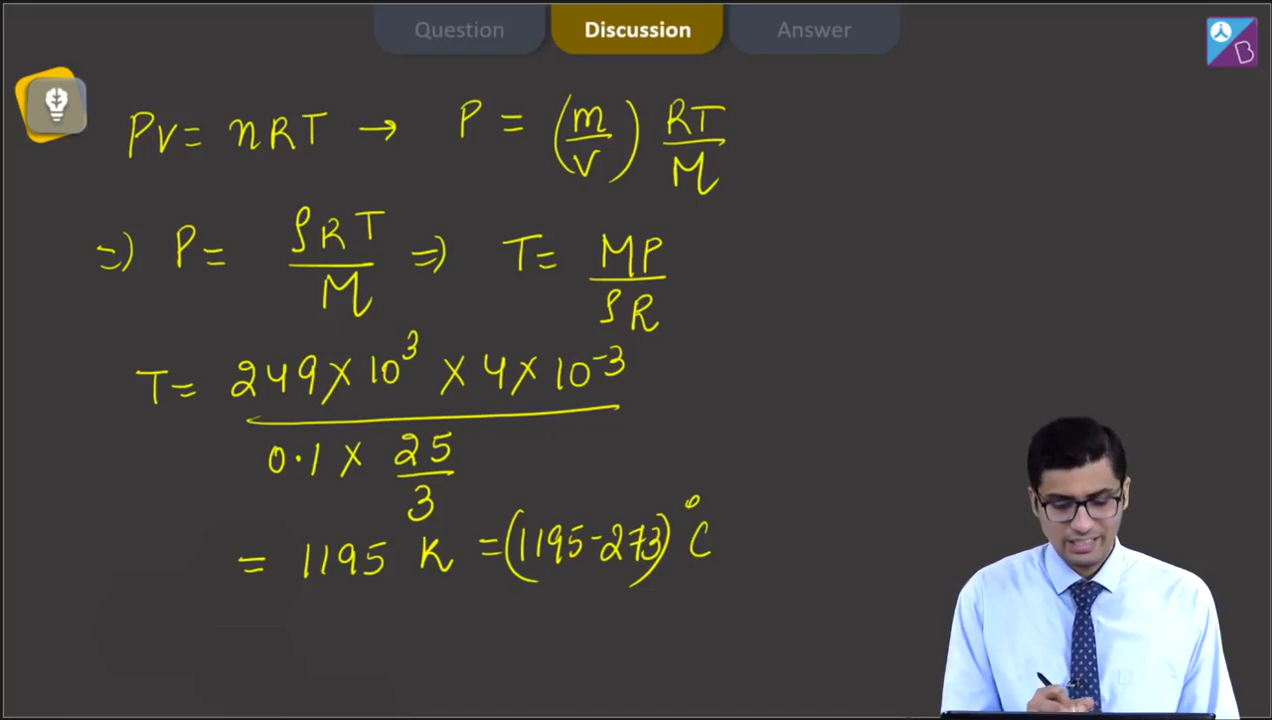 Question Discussion Answer
B
PV = nRT → P = (m/V) RT/M
⇒ P = ρRT/M ⇒ T = MP/ρR
T = 249 × 10³ × 4 × 10⁻³
0.1 × 25/3
= 1195 K = (1195-273)°C